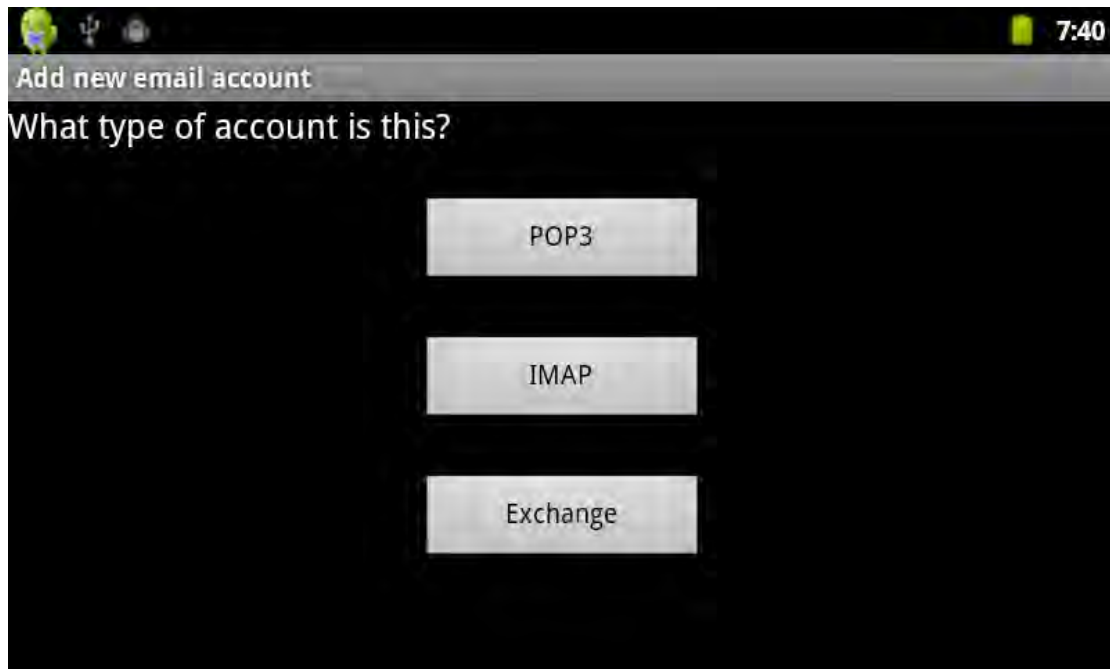 7:40
Add new email account
What type of account is this?
POP3
IMAP
Exchange